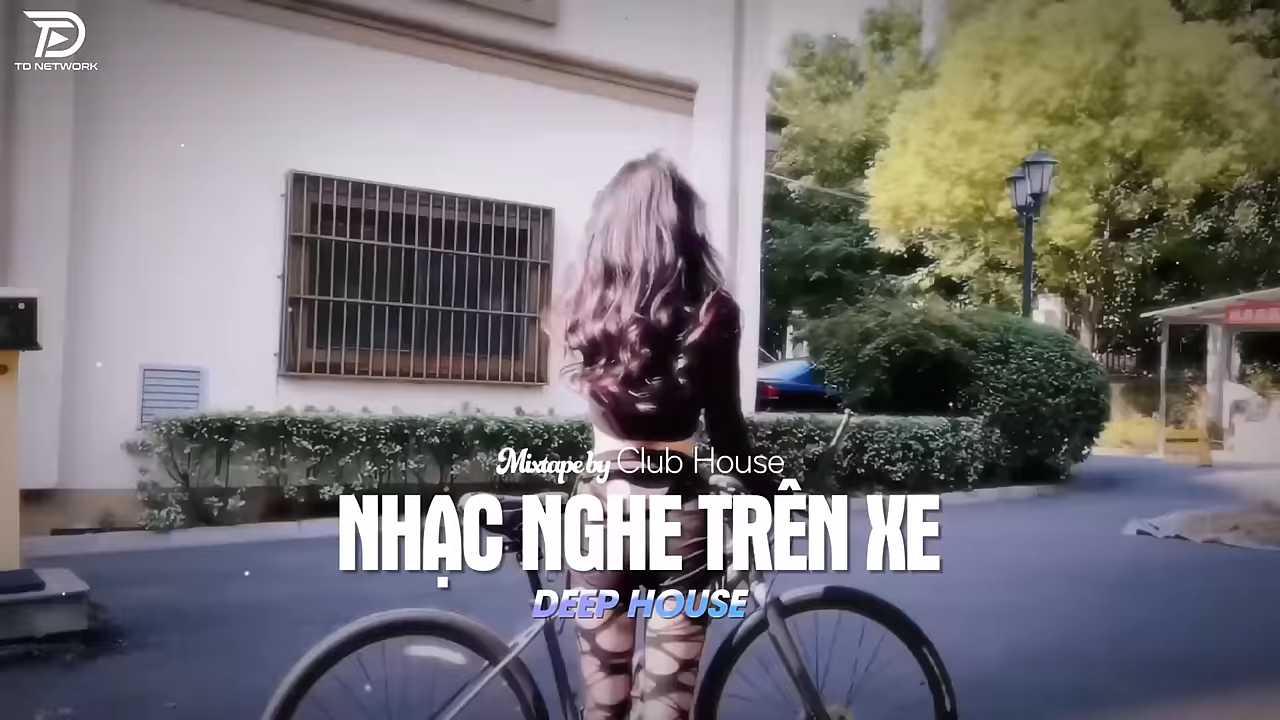 TD NETWORK
Mixtape by Club House
NHẠC NGHE TRÊN XE
DEEP HOUSE